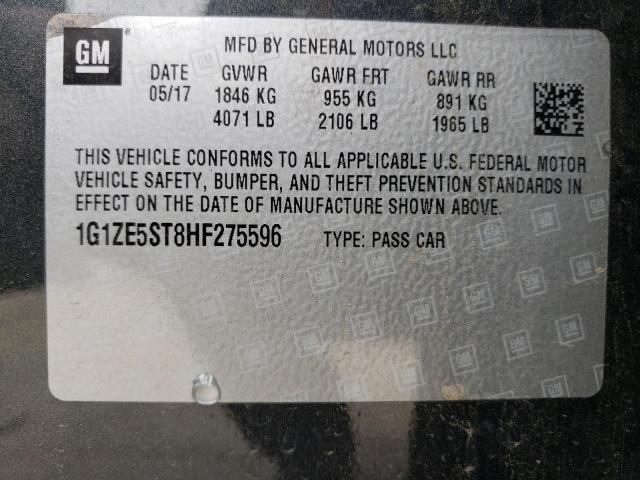 GM
MFD BY GENERAL MOTORS LLC
DATE GVWR GAWR FRT GAWR RR
05/17 1846 KG 955 KG 891 KG
4071 LB 2106 LB 1965 LB
THIS VEHICLE CONFORMS TO ALL APPLICABLE U.S. FEDERAL MOTOR
VEHICLE SAFETY, BUMPER, AND THEFT PREVENTION STANDARDS IN
EFFECT ON THE DATE OF MANUFACTURE SHOWN ABOVE.
1G1ZE5ST8HF275596 TYPE: PASS CAR